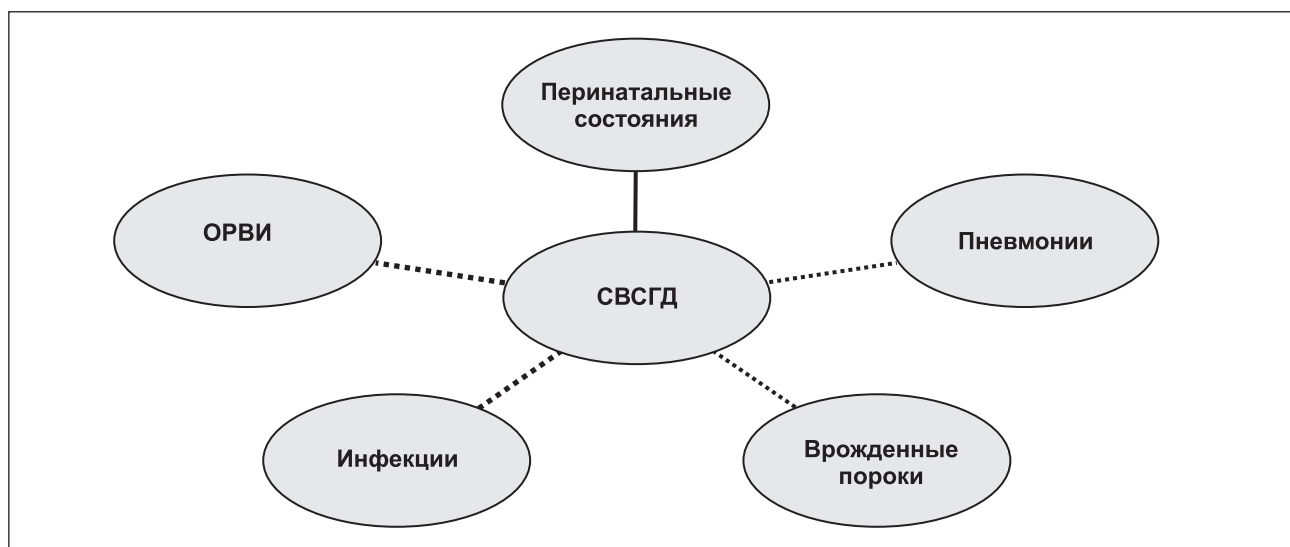 Перинатальные
состояния
ОРВИ
Пневмонии
СВСГД
Инфекции
Врожденные
пороки